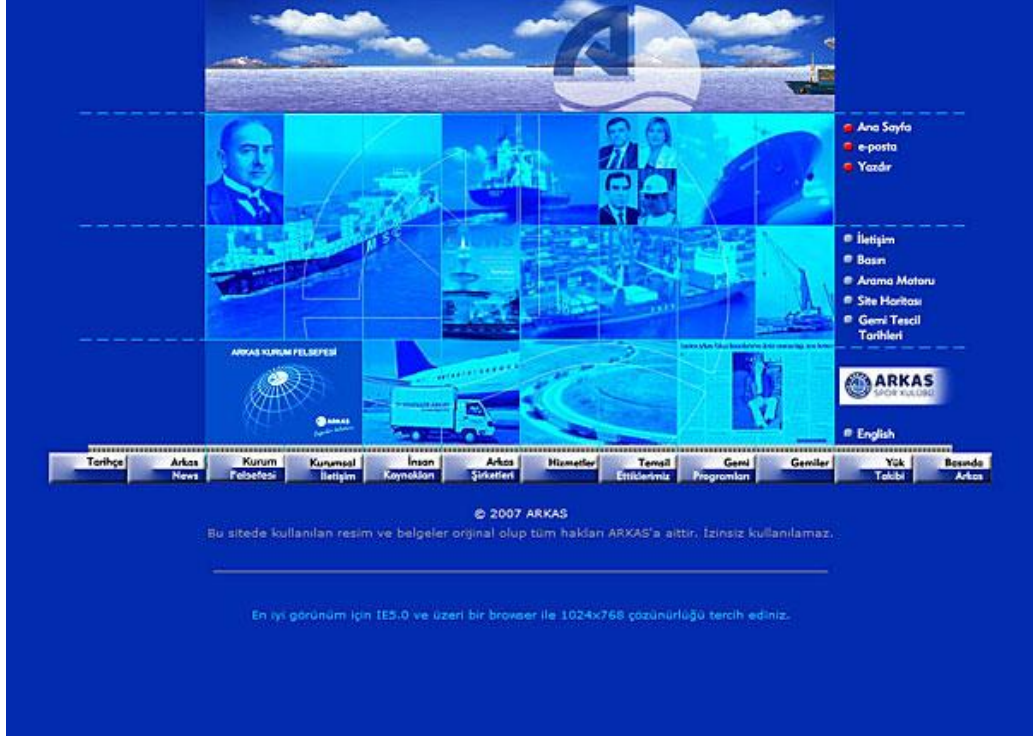 Ana Sayfa
e-posta
Yazdır
MSC
İletişim
Basın
Arama Motoru
Site Haritası
Gemi Tescil
Tarihleri
ARKAS KURUM FELSEFESİ
ARKAS
ARKAS
SPOR KULÜBÜ
English
Tarihçe
Arkas
News
Kurum
Felsefesi
Kurumsal
İletişim
İnsan
Kaynakları
Arkas
Şirketleri
Hizmetler
Temsil
Ettiklerimiz
Gemi
Programları
Gemiler
Yük
Takibi
Basında
Arkas
© 2007 ARKAS
Bu sitede kullanılan resim ve belgeler orijinal olup tüm hakları ARKAS'a aittir. İzinsiz kullanılamaz.
En iyi görünüm için IE5.0 ve üzeri bir browser ile 1024x768 çözünürlüğü tercih ediniz.